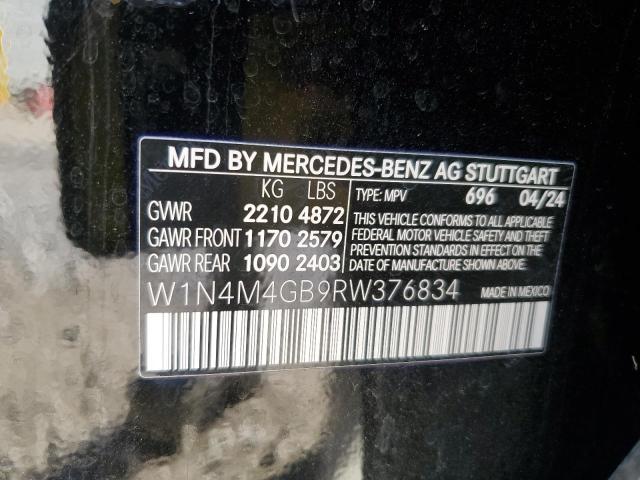 MFD BY MERCEDES-BENZ AG STUTTGART
KG LBS
TYPE: MPV 696 04/24
GVWR 2210 4872
GAWR FRONT 1170 2579
GAWR REAR 1090 2403
THIS VEHICLE CONFORMS TO ALL APPLICABLE
FEDERAL MOTOR VEHICLE SAFETY AND THEFT
PREVENTION STANDARDS IN EFFECT ON THE
DATE OF MANUFACTURE SHOWN ABOVE.
W1N4M4GB9RW376834
MADE IN MEXICO